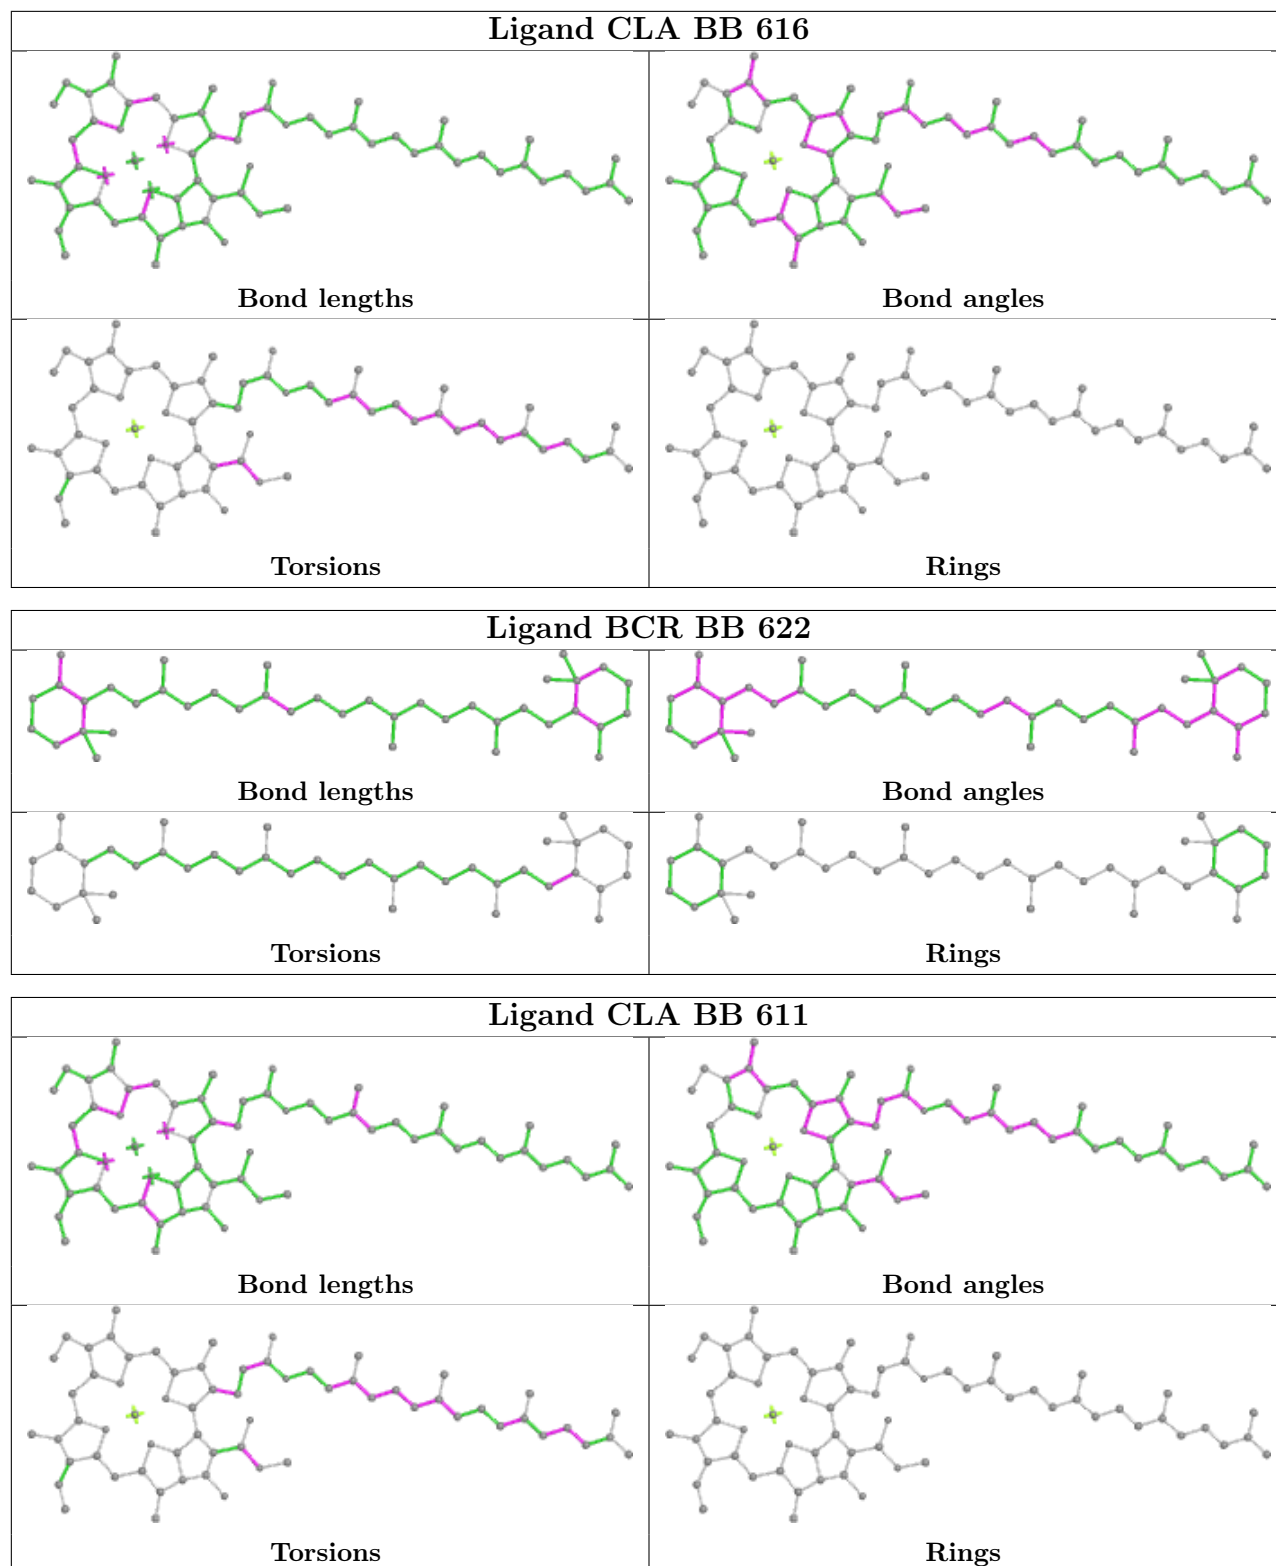 Ligand CLA BB 616
Bond lengths
Bond angles
Torsions
Rings
Ligand BCR BB 622
Bond lengths
Bond angles
Torsions
Rings
Ligand CLA BB 611
Bond lengths
Bond angles
Torsions
Rings